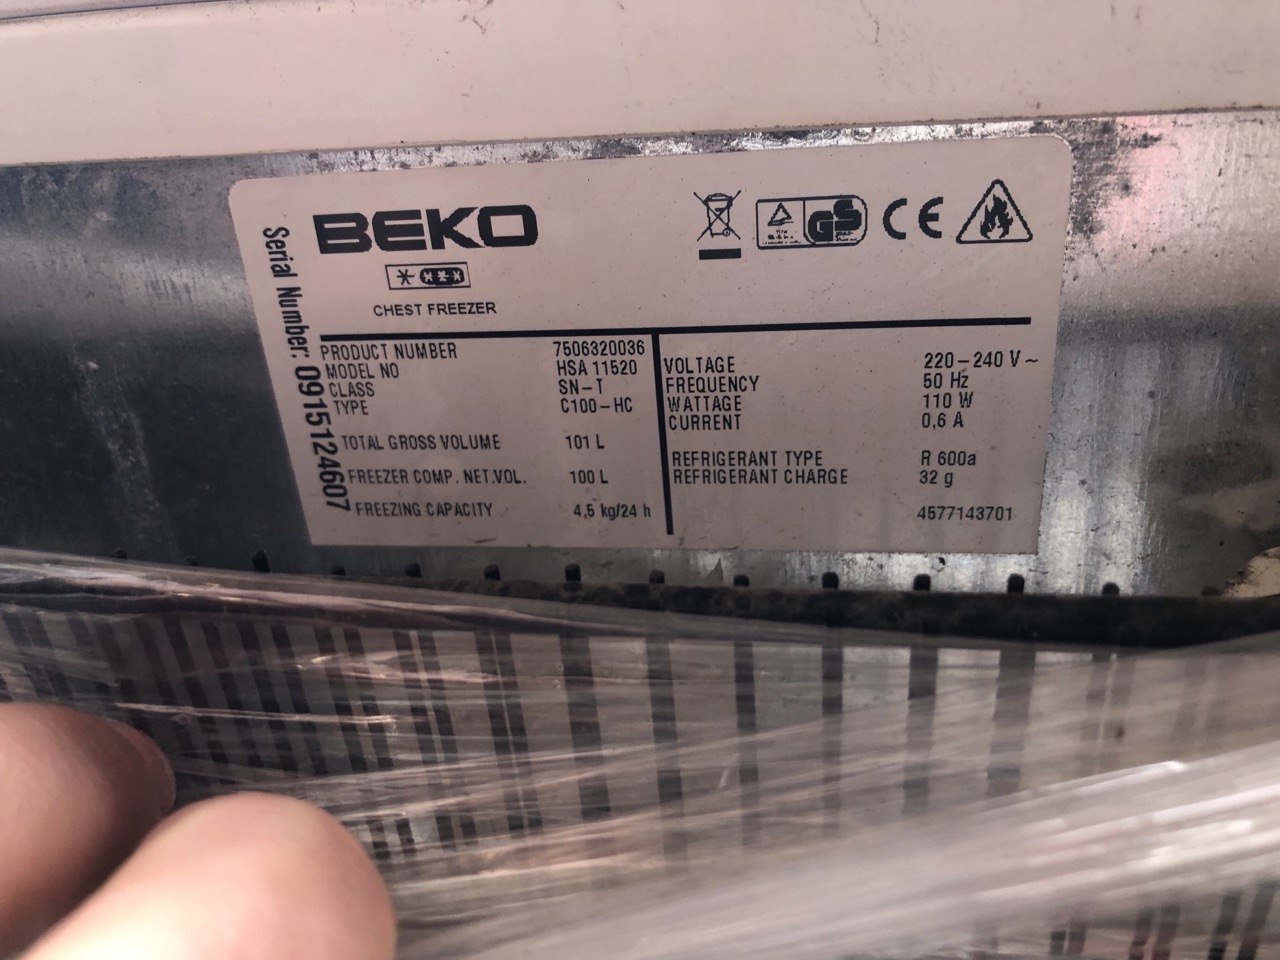 BEKO
CHEST FREEZER
Serial Number: 0915124607
PRODUCT NUMBER 7506320036
MODEL NO HSA 11520
CLASS SN-T
TYPE C100-HC
TOTAL GROSS VOLUME 101 L
FREEZER COMP. NET.VOL. 100 L
FREEZING CAPACITY 4,5 kg/24 h
GS
CE
VOLTAGE 220-240 V ~
FREQUENCY 50 Hz
WATTAGE 110 W
CURRENT 0,6 A
REFRIGERANT TYPE R 600a
REFRIGERANT CHARGE 32 g
4577143701